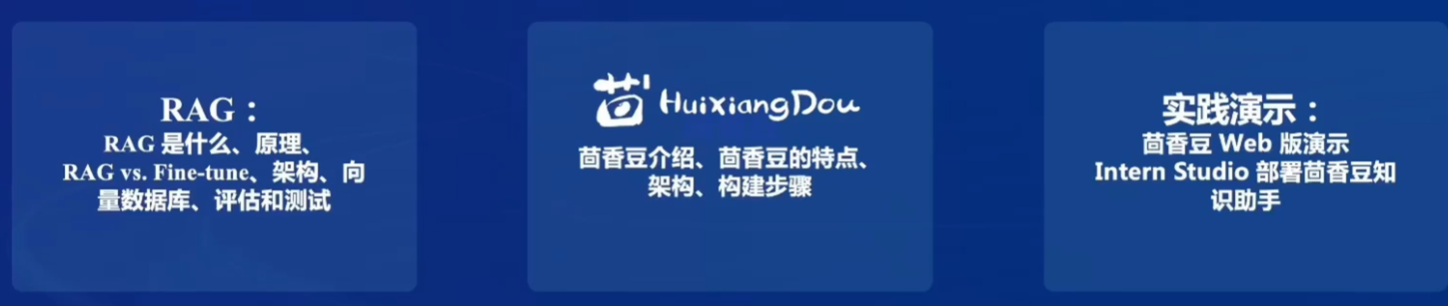 RAG：
RAG 是什么、原理、
RAG vs. Fine-tune、架构、向
量数据库、评估和测试
茴 HuixiangDou
茴香豆介绍、茴香豆的特点、
架构、构建步骤
实践演示：
茴香豆 Web 版演示
Intern Studio 部署茴香豆知
识助手